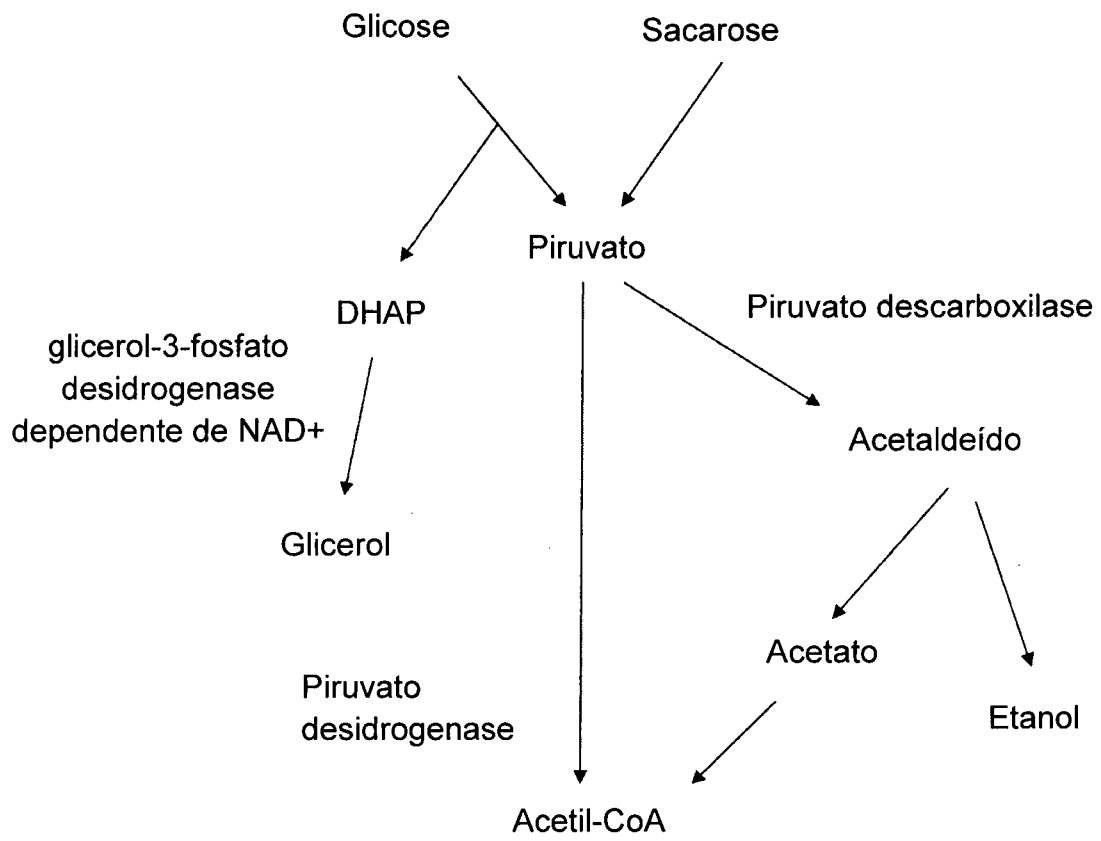 Glicose
Sacarose
Piruvato
DHAP
Piruvato descarboxilase
glicerol-3-fosfato
desidrogenase
dependente de NAD+
Acetaldeído
Glicerol
Acetato
Piruvato
desidrogenase
Etanol
Acetil-CoA